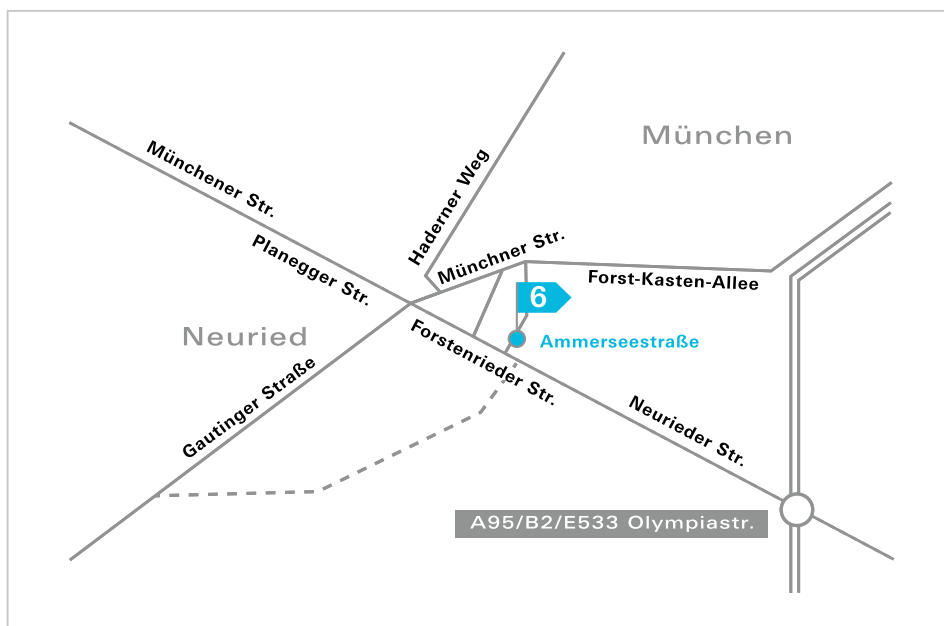 München
Münchener Str.
Haderner Weg
Planegger Str.
Münchner Str.
Forst-Kasten-Allee
6
Neuried
Ammerseestraße
Forstenrieder Str.
Gautinger Straße
Neurieder Str.
A95/B2/E533 Olympiastr.